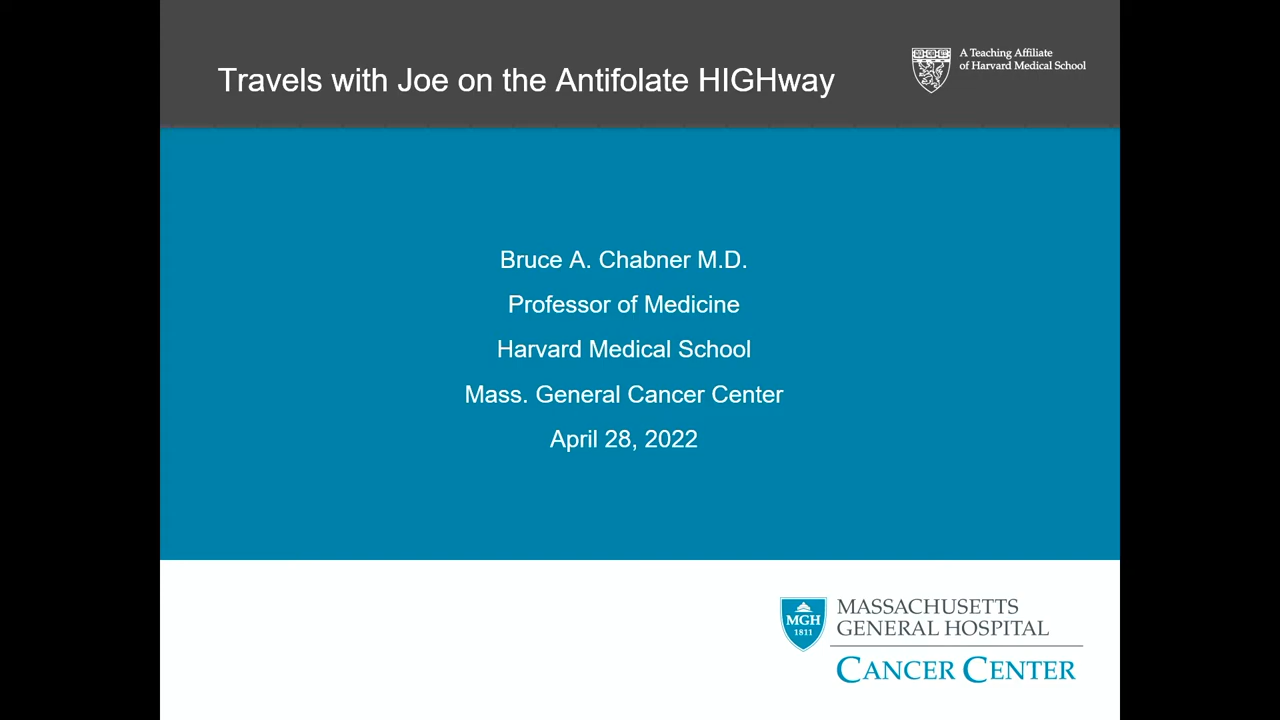 Travels with Joe on the Antifolate HIGHway
A Teaching Affiliate
of Harvard Medical School
Bruce A. Chabner M.D.
Professor of Medicine
Harvard Medical School
Mass. General Cancer Center
April 28, 2022
MGH
1811
MASSACHUSETTS
GENERAL HOSPITAL
CANCER CENTER